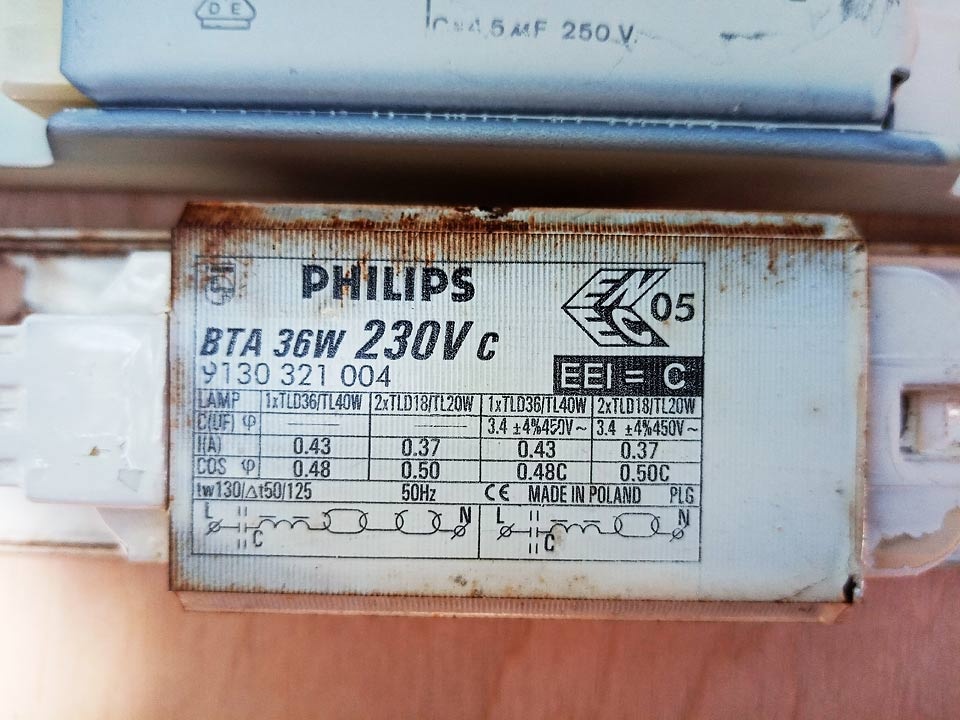 D E
C=4,5 µF 250 V.
PHILIPS
ENEC 05
BTA 36W 230V c
9130 321 004
EEI = C
LAMP 1xTLD36/TL40W 2xTLD18/TL20W 1xTLD36/TL40W 2xTLD18/TL20W
C(UF) φ ——— ——— 3.4 ±4%450V~ 3.4 ±4%450V~
I(A) 0.43 0.37 0.43 0.37
COS φ 0.48 0.50 0.48C 0.50C
tw130/Δt50/125 50Hz CE MADE IN POLAND PLG
L N L N
C C